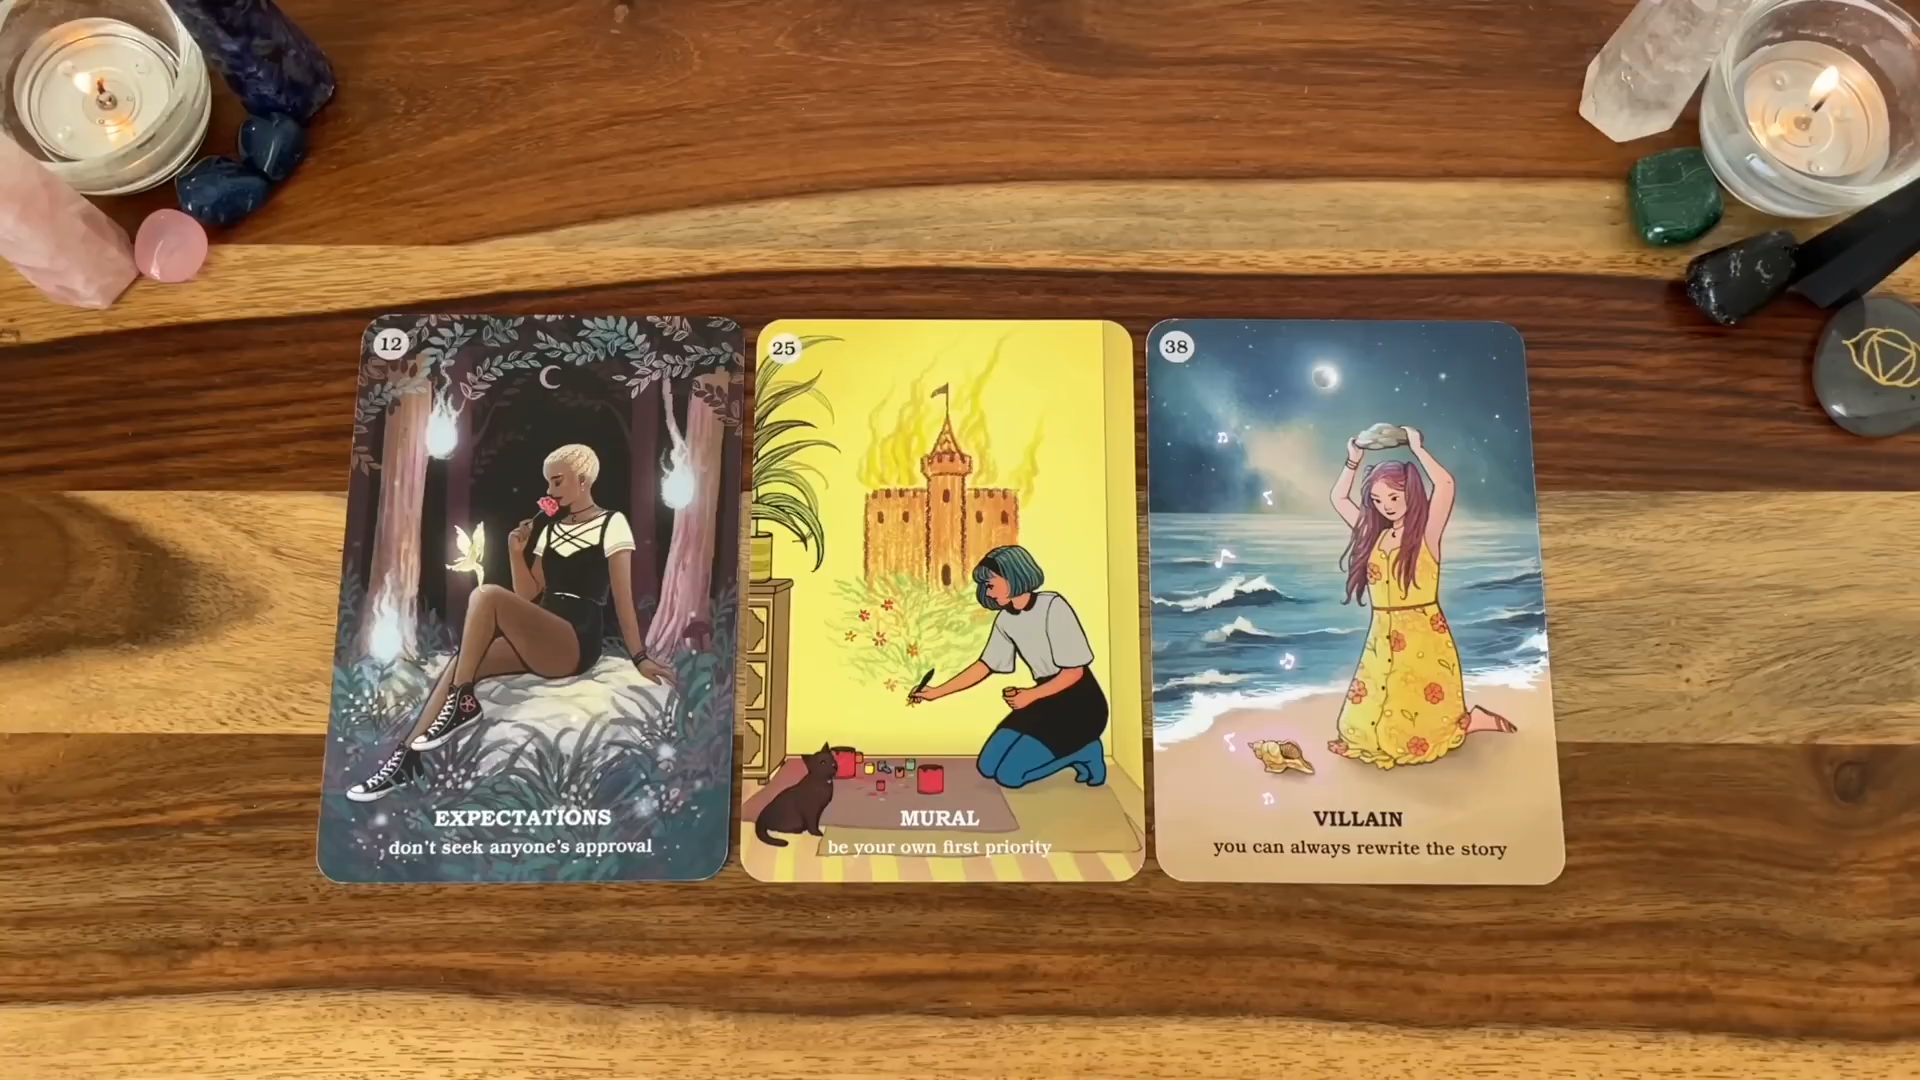 12
EXPECTATIONS
don't seek anyone's approval
25
MURAL
be your own first priority
38
VILLAIN
you can always rewrite the story